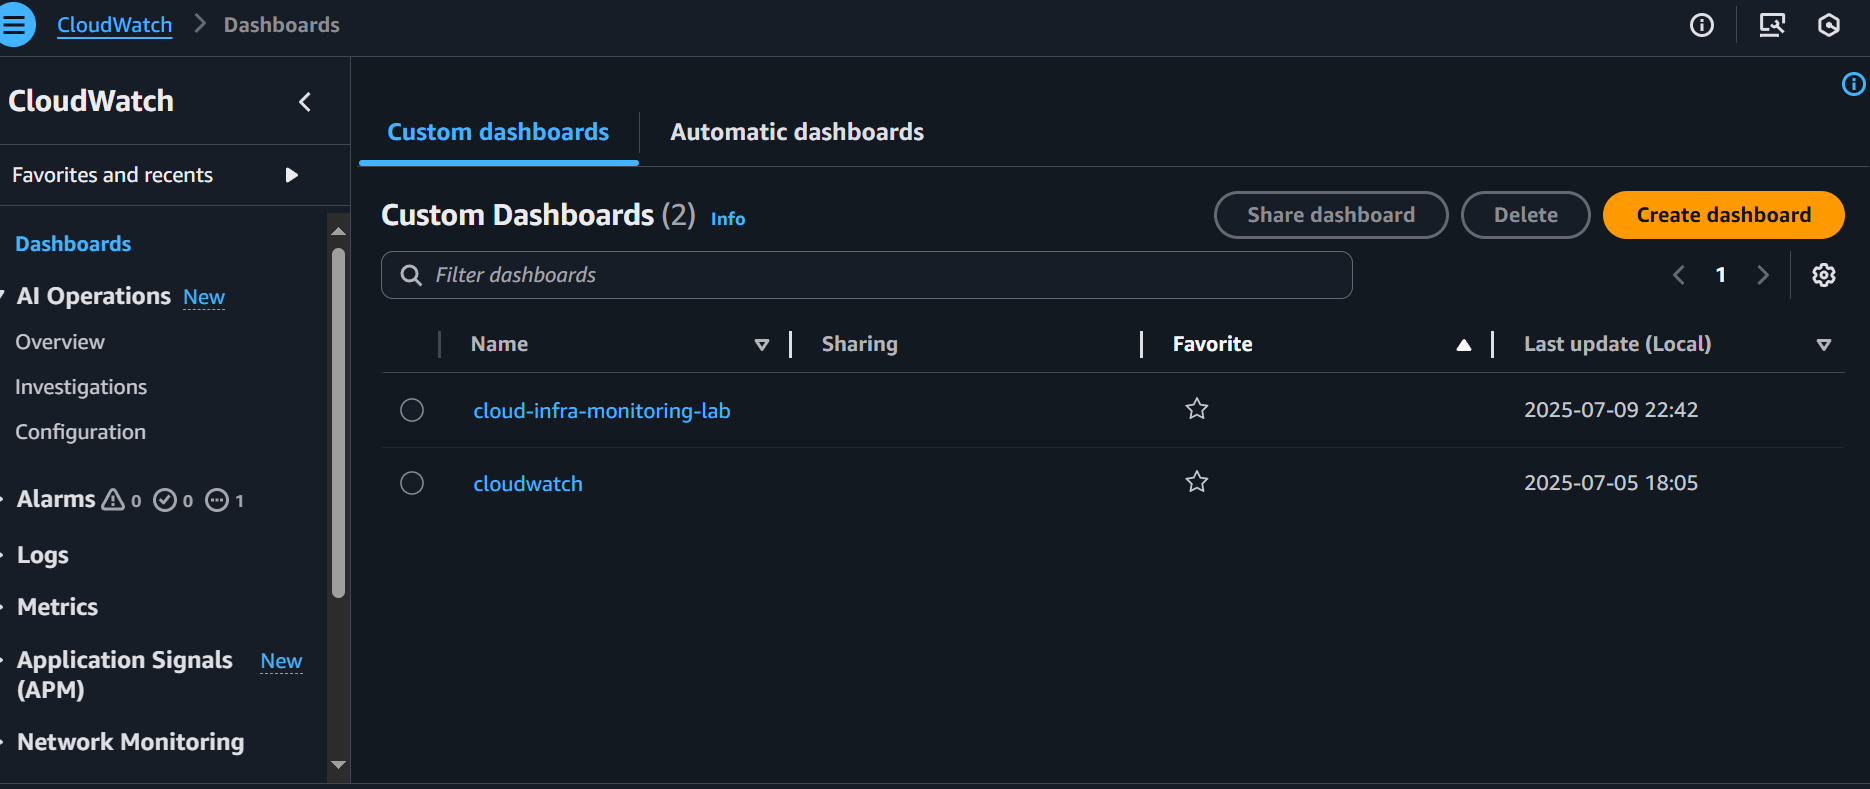 CloudWatch > Dashboards
CloudWatch
Favorites and recents
Dashboards
AI Operations New
Overview
Investigations
Configuration
Alarms 0 0 1
Logs
Metrics
Application Signals New
(APM)
Network Monitoring
Custom dashboards
Automatic dashboards
Custom Dashboards (2) Info
Share dashboard
Delete
Create dashboard
Filter dashboards
1
Name Sharing Favorite Last update (Local)
cloud-infra-monitoring-lab 2025-07-09 22:42
cloudwatch 2025-07-05 18:05